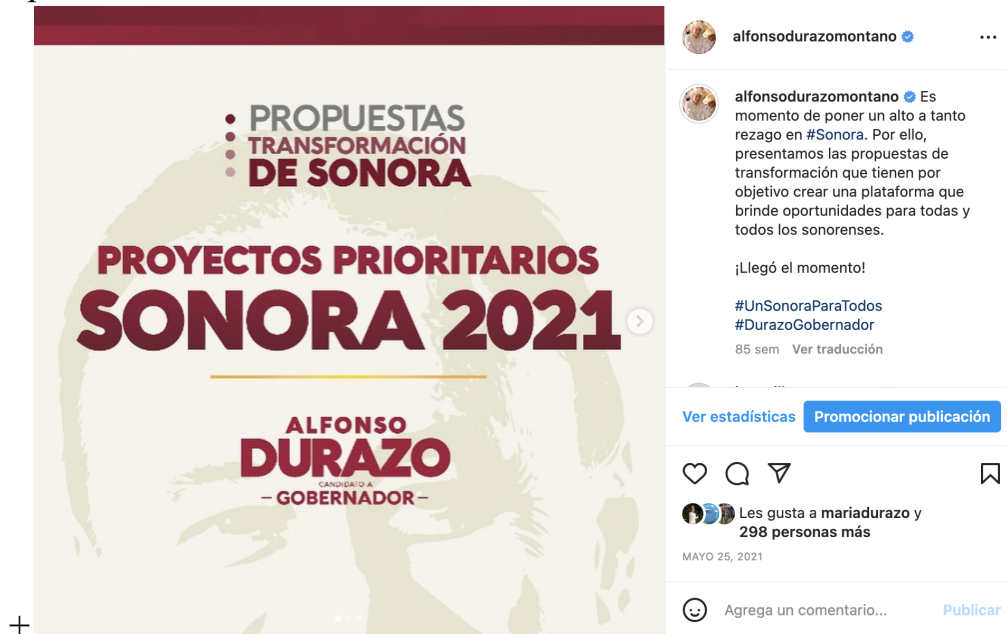 PROPUESTAS
TRANSFORMACIÓN
DE SONORA
PROYECTOS PRIORITARIOS
SONORA 2021
ALFONSO
DURAZO
CANDIDATO A
– GOBERNADOR –
alfonsodurazomontano
alfonsodurazomontano Es
momento de poner un alto a tanto
rezago en #Sonora. Por ello,
presentamos las propuestas de
transformación que tienen por
objetivo crear una plataforma que
brinde oportunidades para todas y
todos los sonorenses.
¡Llegó el momento!
#UnSonoraParaTodos
#DurazoGobernador
85 sem Ver traducción
Ver estadísticas Promocionar publicación
Les gusta a mariadurazo y
298 personas más
MAYO 25, 2021
Agrega un comentario... Publicar